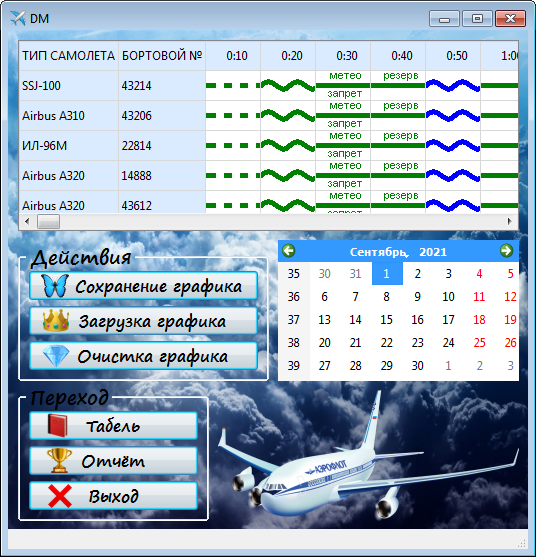 DM
ТИП САМОЛЕТА БОРТОВОЙ № 0:10 0:20 0:30 0:40 0:50 1:00
SSJ-100 43214 метео запрет резерв
Airbus A310 43206 метео запрет резерв
ИЛ-96М 22814 метео запрет резерв
Airbus A320 14888 метео запрет резерв
Airbus A320 43612 метео запрет резерв
Действия
Сохранение графика
Загрузка графика
Очистка графика
Сентябрь, 2021
35 30 31 1 2 3 4 5
36 6 7 8 9 10 11 12
37 13 14 15 16 17 18 19
38 20 21 22 23 24 25 26
39 27 28 29 30 1 2 3
Переход
Табель
Отчёт
Выход
АЭРОФЛОТ